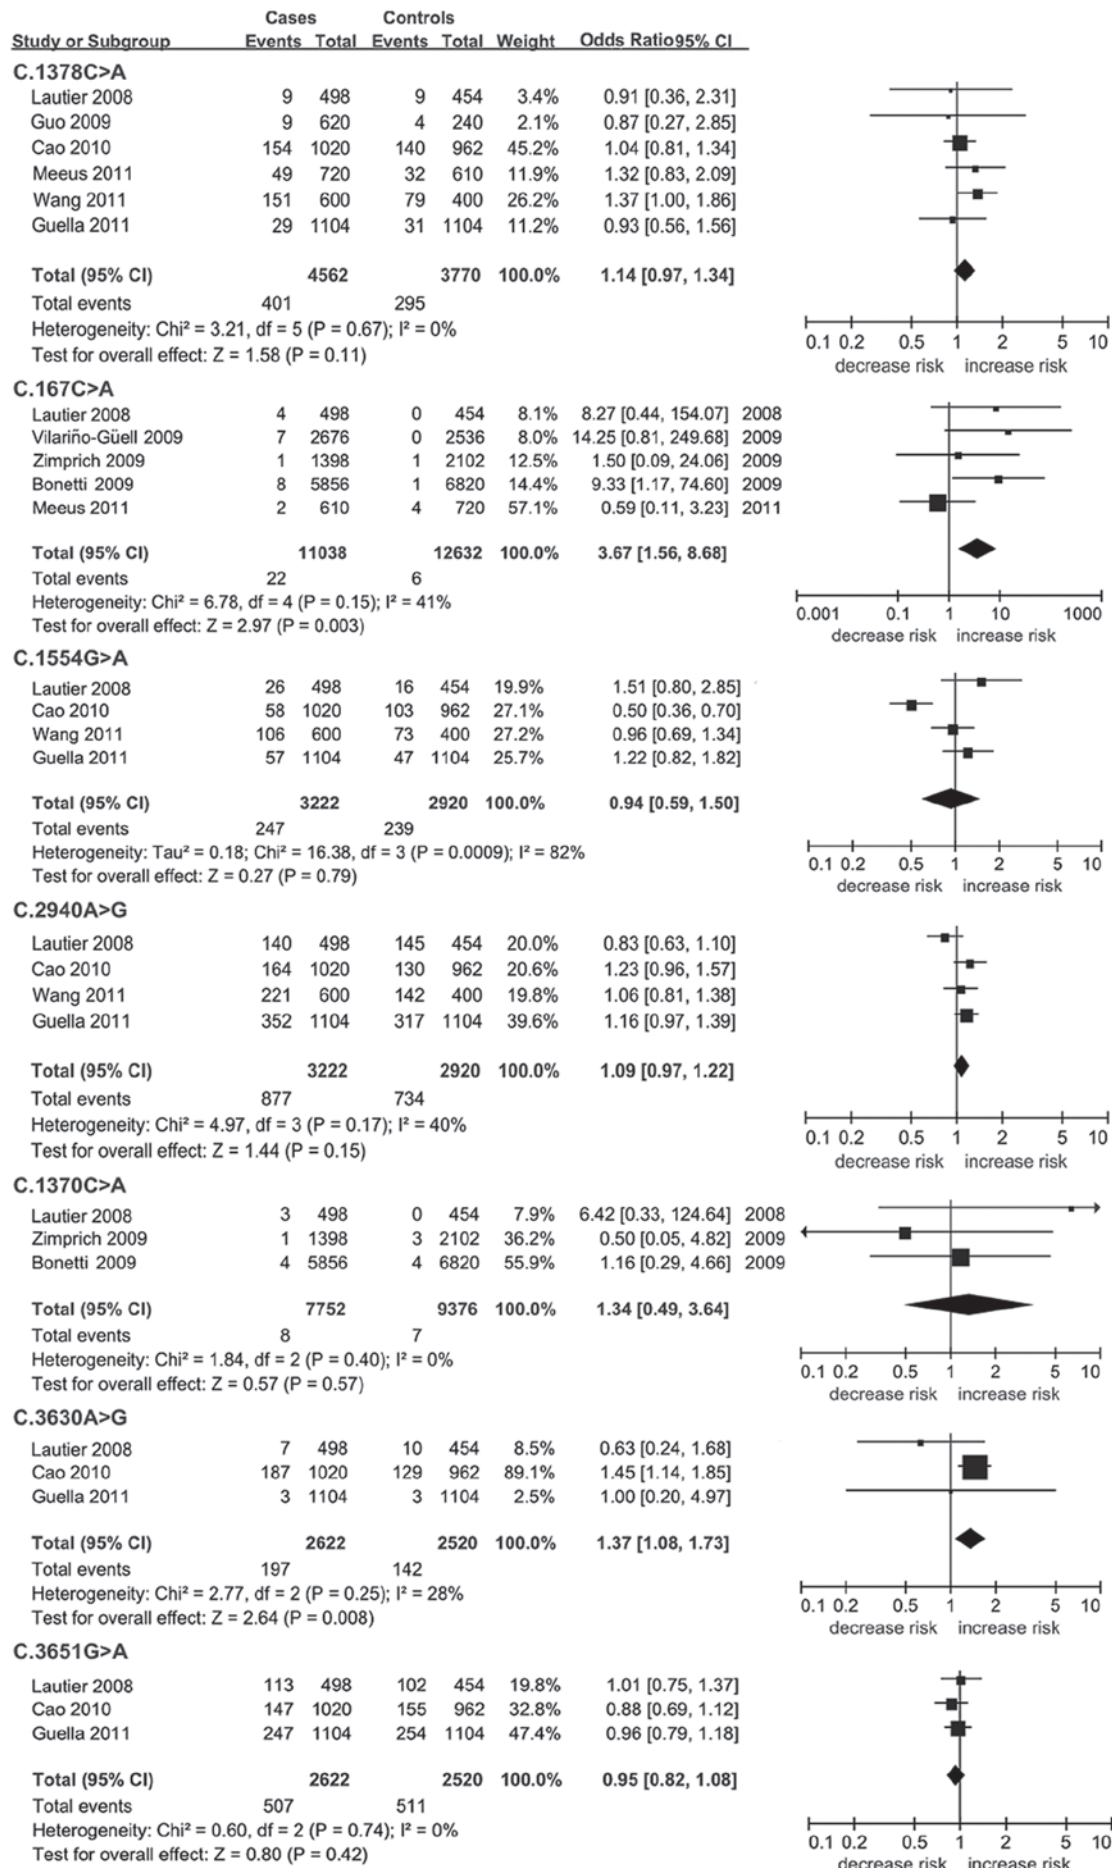 Cases Controls
Study or Subgroup Events Total Events Total Weight Odds Ratio95% CI
C.1378C>A
Lautier 2008 9 498 9 454 3.4% 0.91 [0.36, 2.31]
Guo 2009 9 620 4 240 2.1% 0.87 [0.27, 2.85]
Cao 2010 154 1020 140 962 45.2% 1.04 [0.81, 1.34]
Meeus 2011 49 720 32 610 11.9% 1.32 [0.83, 2.09]
Wang 2011 151 600 79 400 26.2% 1.37 [1.00, 1.86]
Guella 2011 29 1104 31 1104 11.2% 0.93 [0.56, 1.56]
Total (95% CI) 4562 3770 100.0% 1.14 [0.97, 1.34]
Total events 401 295
Heterogeneity: Chi² = 3.21, df = 5 (P = 0.67); I² = 0%
Test for overall effect: Z = 1.58 (P = 0.11)
0.1 0.2 0.5 1 2 5 10
decrease risk increase risk
C.167C>A
Lautier 2008 4 498 0 454 8.1% 8.27 [0.44, 154.07] 2008
Vilariño-Güell 2009 7 2676 0 2536 8.0% 14.25 [0.81, 249.68] 2009
Zimprich 2009 1 1398 1 2102 12.5% 1.50 [0.09, 24.06] 2009
Bonetti 2009 8 5856 1 6820 14.4% 9.33 [1.17, 74.60] 2009
Meeus 2011 2 610 4 720 57.1% 0.59 [0.11, 3.23] 2011
Total (95% CI) 11038 12632 100.0% 3.67 [1.56, 8.68]
Total events 22 6
Heterogeneity: Chi² = 6.78, df = 4 (P = 0.15); I² = 41%
Test for overall effect: Z = 2.97 (P = 0.003)
0.001 0.1 1 10 1000
decrease risk increase risk
C.1554G>A
Lautier 2008 26 498 16 454 19.9% 1.51 [0.80, 2.85]
Cao 2010 58 1020 103 962 27.1% 0.50 [0.36, 0.70]
Wang 2011 106 600 73 400 27.2% 0.96 [0.69, 1.34]
Guella 2011 57 1104 47 1104 25.7% 1.22 [0.82, 1.82]
Total (95% CI) 3222 2920 100.0% 0.94 [0.59, 1.50]
Total events 247 239
Heterogeneity: Tau² = 0.18; Chi² = 16.38, df = 3 (P = 0.0009); I² = 82%
Test for overall effect: Z = 0.27 (P = 0.79)
0.1 0.2 0.5 1 2 5 10
decrease risk increase risk
C.2940A>G
Lautier 2008 140 498 145 454 20.0% 0.83 [0.63, 1.10]
Cao 2010 164 1020 130 962 20.6% 1.23 [0.96, 1.57]
Wang 2011 221 600 142 400 19.8% 1.06 [0.81, 1.38]
Guella 2011 352 1104 317 1104 39.6% 1.16 [0.97, 1.39]
Total (95% CI) 3222 2920 100.0% 1.09 [0.97, 1.22]
Total events 877 734
Heterogeneity: Chi² = 4.97, df = 3 (P = 0.17); I² = 40%
Test for overall effect: Z = 1.44 (P = 0.15)
0.1 0.2 0.5 1 2 5 10
decrease risk increase risk
C.1370C>A
Lautier 2008 3 498 0 454 7.9% 6.42 [0.33, 124.64] 2008
Zimprich 2009 1 1398 3 2102 36.2% 0.50 [0.05, 4.82] 2009
Bonetti 2009 4 5856 4 6820 55.9% 1.16 [0.29, 4.66] 2009
Total (95% CI) 7752 9376 100.0% 1.34 [0.49, 3.64]
Total events 8 7
Heterogeneity: Chi² = 1.84, df = 2 (P = 0.40); I² = 0%
Test for overall effect: Z = 0.57 (P = 0.57)
0.1 0.2 0.5 1 2 5 10
decrease risk increase risk
C.3630A>G
Lautier 2008 7 498 10 454 8.5% 0.63 [0.24, 1.68]
Cao 2010 187 1020 129 962 89.1% 1.45 [1.14, 1.85]
Guella 2011 3 1104 3 1104 2.5% 1.00 [0.20, 4.97]
Total (95% CI) 2622 2520 100.0% 1.37 [1.08, 1.73]
Total events 197 142
Heterogeneity: Chi² = 2.77, df = 2 (P = 0.25); I² = 28%
Test for overall effect: Z = 2.64 (P = 0.008)
0.1 0.2 0.5 1 2 5 10
decrease risk increase risk
C.3651G>A
Lautier 2008 113 498 102 454 19.8% 1.01 [0.75, 1.37]
Cao 2010 147 1020 155 962 32.8% 0.88 [0.69, 1.12]
Guella 2011 247 1104 254 1104 47.4% 0.96 [0.79, 1.18]
Total (95% CI) 2622 2520 100.0% 0.95 [0.82, 1.08]
Total events 507 511
Heterogeneity: Chi² = 0.60, df = 2 (P = 0.74); I² = 0%
Test for overall effect: Z = 0.80 (P = 0.42)
0.1 0.2 0.5 1 2 5 10
decrease risk increase risk